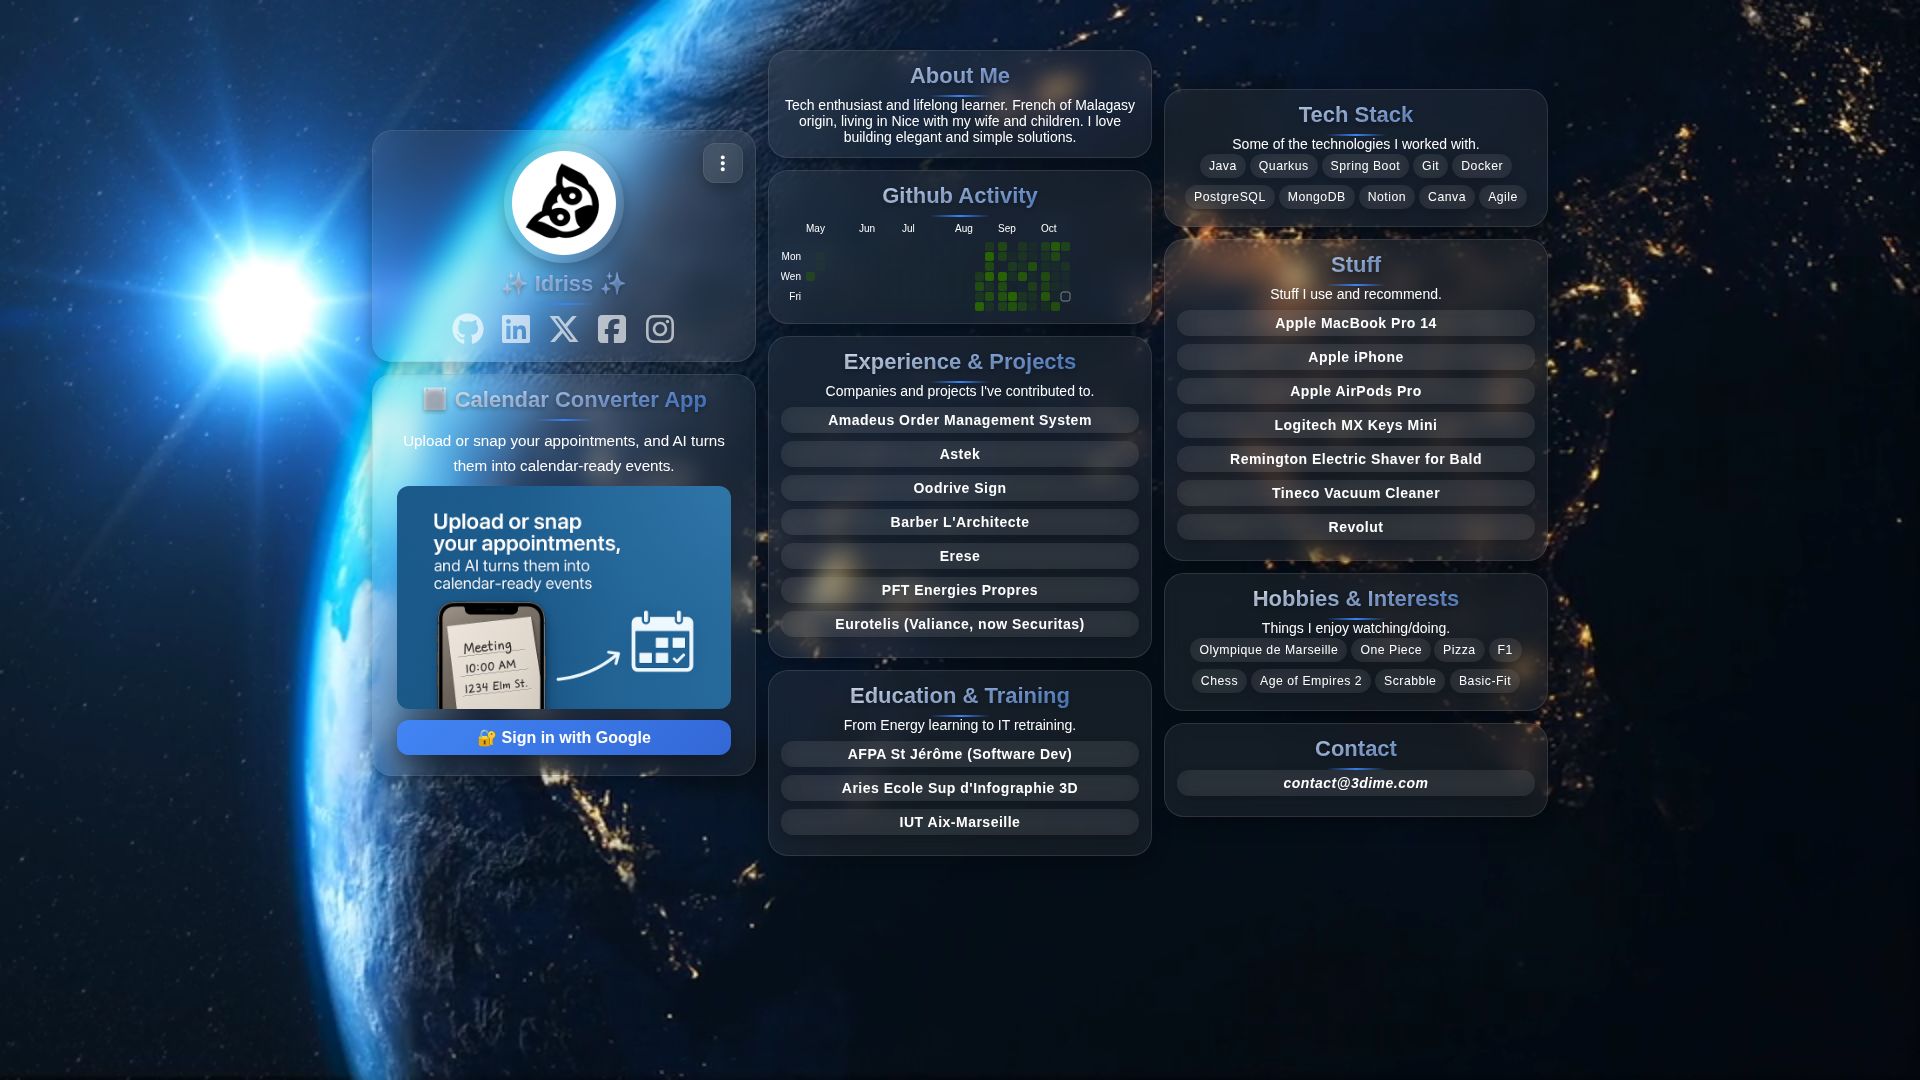 ✨ Idriss ✨
Calendar Converter App
Upload or snap your appointments, and AI turns
them into calendar-ready events.
Upload or snap
your appointments,
and AI turns them into
calendar-ready events
Meeting
10:00 AM
1234 Elm St.
🔐 Sign in with Google
About Me
Tech enthusiast and lifelong learner. French of Malagasy
origin, living in Nice with my wife and children. I love
building elegant and simple solutions.
Github Activity
May Jun Jul Aug Sep Oct
Mon
Wen
Fri
Experience & Projects
Companies and projects I've contributed to.
Amadeus Order Management System
Astek
Oodrive Sign
Barber L'Architecte
Erese
PFT Energies Propres
Eurotelis (Valiance, now Securitas)
Education & Training
From Energy learning to IT retraining.
AFPA St Jérôme (Software Dev)
Aries Ecole Sup d'Infographie 3D
IUT Aix-Marseille
Tech Stack
Some of the technologies I worked with.
Java Quarkus Spring Boot Git Docker
PostgreSQL MongoDB Notion Canva Agile
Stuff
Stuff I use and recommend.
Apple MacBook Pro 14
Apple iPhone
Apple AirPods Pro
Logitech MX Keys Mini
Remington Electric Shaver for Bald
Tineco Vacuum Cleaner
Revolut
Hobbies & Interests
Things I enjoy watching/doing.
Olympique de Marseille One Piece Pizza F1
Chess Age of Empires 2 Scrabble Basic-Fit
Contact
contact@3dime.com